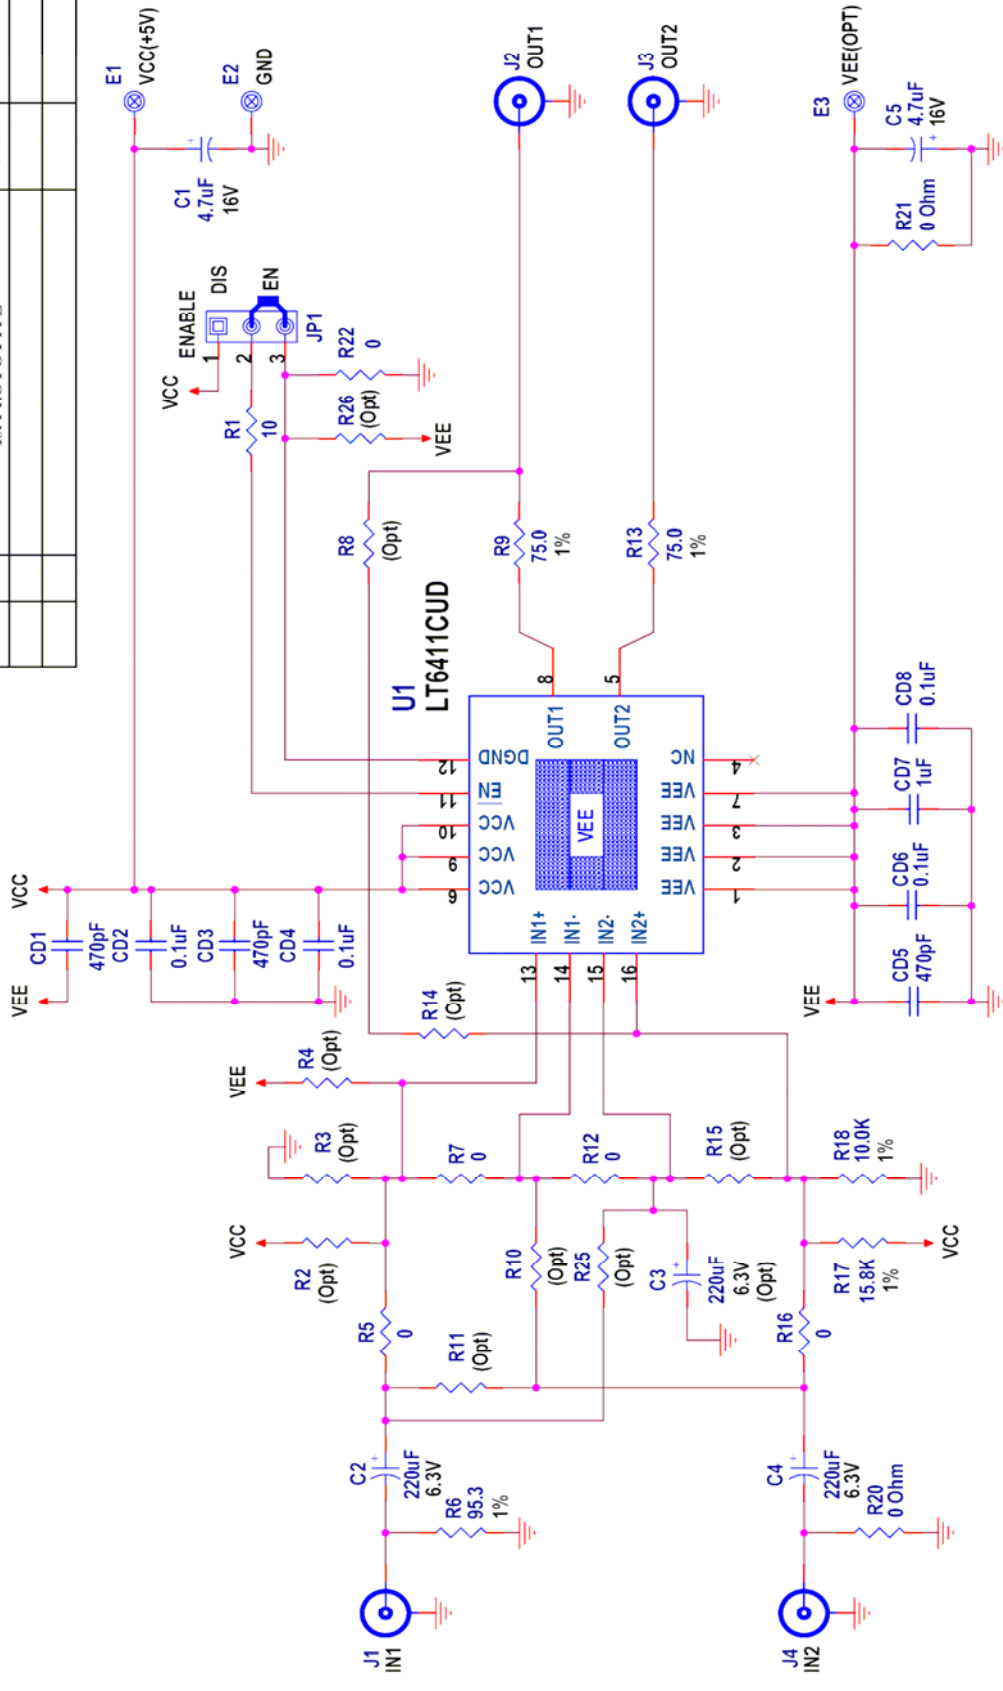 E1
VCC(+5V)
E2
GND
C1
4.7uF
16V
ENABLE
DIS
EN
JP1
1
2
3
VCC
R1
10
R22
0
R26
(Opt)
VEE
R8
(Opt)
J2
OUT1
J3
OUT2
R9
75.0
1%
R13
75.0
1%
E3
VEE(OPT)
C5
4.7uF
16V
R21
0 Ohm
U1
LT6411CUD
VCC
VEE
CD1
470pF
CD2
0.1uF
CD3
470pF
CD4
0.1uF
6
9
10
11
12
VCC
VCC
VCC
EN
DGND
OUT1
8
OUT2
5
VEE
IN1+
IN1-
IN2-
IN2+
13
14
15
16
VEE
VEE
VEE
VEE
NC
1
2
3
7
4
CD8
0.1uF
CD7
1uF
CD6
0.1uF
CD5
470pF
VEE
R14
(Opt)
VEE
R4
(Opt)
R3
(Opt)
VCC
R2
(Opt)
R7
0
R12
0
R15
(Opt)
R18
10.0K
1%
R17
15.8K
1%
VCC
R10
(Opt)
R25
(Opt)
C3
220uF
6.3V
(Opt)
R5
0
R11
(Opt)
R16
0
C2
220uF
6.3V
R6
95.3
1%
C4
220uF
6.3V
R20
0 Ohm
J1
IN1
J4
IN2